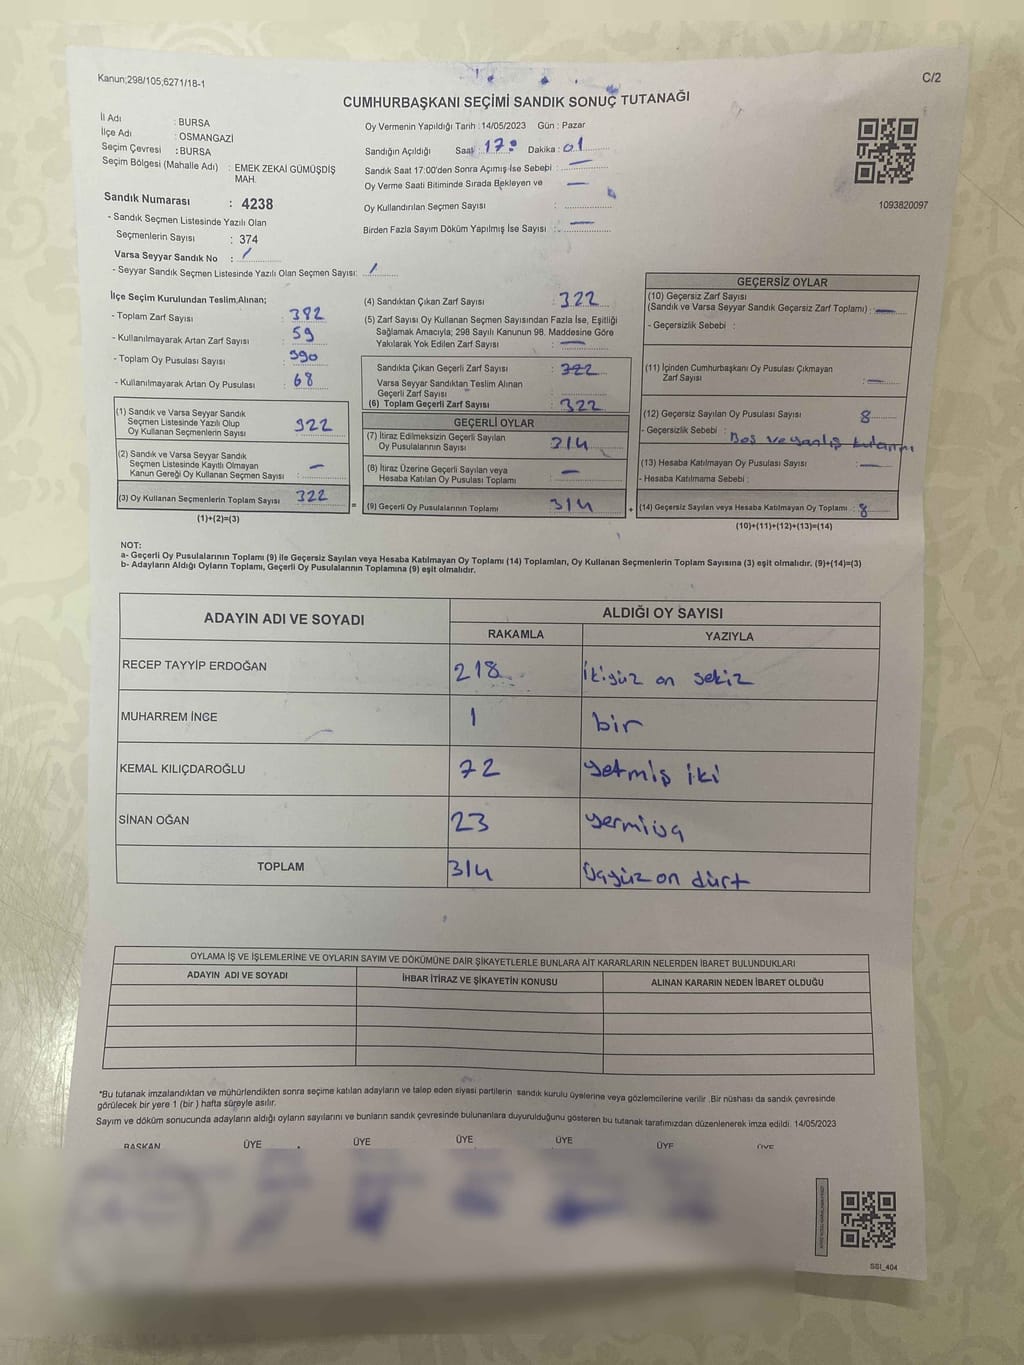 Kanun;298/105,6271/18-1
C/2
CUMHURBAŞKANI SEÇİMİ SANDIK SONUÇ TUTANAĞI
İl Adı : BURSA
İlçe Adı : OSMANGAZİ
Seçim Çevresi : BURSA
Seçim Bölgesi (Mahalle Adı) : EMEK ZEKAİ GÜMÜŞDİŞ
MAH.
Sandık Numarası : 4238
- Sandık Seçmen Listesinde Yazılı Olan
Seçmenlerin Sayısı : 374
Varsa Seyyar Sandık No : /
- Seyyar Sandık Seçmen Listesinde Yazılı Olan Seçmen Sayısı: /
Oy Vermenin Yapıldığı Tarih : 14/05/2023 Gün : Pazar
Sandığın Açıldığı Saat : 17 Dakika : 01
Sandık Saat 17:00'den Sonra Açımış İse Sebebi : —
Oy Verme Saati Bitiminde Sırada Bekleyen ve —
Oy Kullandırılan Seçmen Sayısı :
Birden Fazla Sayım Döküm Yapılmış İse Sayısı : —
1093820097
İlçe Seçim Kurulundan Teslim Alınan;
- Toplam Zarf Sayısı : 382
- Kullanılmayarak Artan Zarf Sayısı : 59
- Toplam Oy Pusulası Sayısı : 390
- Kullanılmayarak Artan Oy Pusulası : 68
(1) Sandık ve Varsa Seyyar Sandık
Seçmen Listesinde Yazılı Olup
Oy Kullanan Seçmenlerin Sayısı : 322
(2) Sandık ve Varsa Seyyar Sandık
Seçmen Listesinde Kayıtlı Olmayan
Kanun Gereği Oy Kullanan Seçmen Sayısı : —
(3) Oy Kullanan Seçmenlerin Toplam Sayısı : 322
(1)+(2)=(3)
(4) Sandıktan Çıkan Zarf Sayısı : 322
(5) Zarf Sayısı Oy Kullanan Seçmen Sayısından Fazla İse, Eşitliği
Sağlamak Amacıyla; 298 Sayılı Kanunun 98. Maddesine Göre
Yakılarak Yok Edilen Zarf Sayısı : —
Sandıkta Çıkan Geçerli Zarf Sayısı : 322
Varsa Seyyar Sandıktan Teslim Alınan
Geçerli Zarf Sayısı :
(6) Toplam Geçerli Zarf Sayısı : 322
GEÇERLİ OYLAR
(7) İtiraz Edilmeksizin Geçerli Sayılan
Oy Pusulalarının Sayısı : 314
(8) İtiraz Üzerine Geçerli Sayılan veya
Hesaba Katılan Oy Pusulası Toplamı : —
= (9) Geçerli Oy Pusulalarının Toplamı 314
GEÇERSİZ OYLAR
(10) Geçersiz Zarf Sayısı
(Sandık ve Varsa Seyyar Sandık Geçersiz Zarf Toplamı) : —
- Geçersizlik Sebebi :
(11) İçinden Cumhurbaşkanı Oy Pusulası Çıkmayan
Zarf Sayısı : —
(12) Geçersiz Sayılan Oy Pusulası Sayısı 8
- Geçersizlik Sebebi : Boş ve yanlış kullanım
(13) Hesaba Katılmayan Oy Pusulası Sayısı : —
- Hesaba Katılmama Sebebi :
+ (14) Geçersiz Sayılan veya Hesaba Katılmayan Oy Toplamı : 8
(10)+(11)+(12)+(13)=(14)
NOT:
a- Geçerli Oy Pusulalarının Toplamı (9) ile Geçersiz Sayılan veya Hesaba Katılmayan Oy Toplamı (14) Toplamları, Oy Kullanan Seçmenlerin Toplam Sayısına (3) eşit olmalıdır. (9)+(14)=(3)
b- Adayların Aldığı Oyların Toplamı, Geçerli Oy Pusulalarının Toplamına (9) eşit olmalıdır.
ADAYIN ADI VE SOYADI
ALDIĞI OY SAYISI
RAKAMLA YAZIYLA
RECEP TAYYİP ERDOĞAN 218 ikiyüz on sekiz
MUHARREM İNCE 1 bir
KEMAL KILIÇDAROĞLU 72 yetmiş iki
SİNAN OĞAN 23
TOPLAM 314 üçyüz on dürt
OYLAMA İŞ VE İŞLEMLERİNE VE OYLARIN SAYIM VE DÖKÜMÜNE DAİR ŞİKAYETLERLE BUNLARA AİT KARARLARIN NELERDEN İBARET BULUNDUKLARI
ADAYIN ADI VE SOYADI İHBAR İTİRAZ VE ŞİKAYETİN KONUSU ALINAN KARARIN NEDEN İBARET OLDUĞU
*Bu tutanak imzalandıktan ve mühürlendikten sonra seçime katılan adayların ve talep eden siyasi partilerin sandık kurulu üyelerine veya gözlemcilerine verilir. Bir nüshası da sandık çevresinde
görülecek bir yere 1 (bir) hafta süreyle asılır.
Sayım ve döküm sonucunda adayların aldığı oyların sayılarını ve bunların sandık çevresinde bulunanlara duyurulduğunu gösteren bu tutanak tarafımızdan düzenlenerek imza edildi. 14/05/2023
BAŞKAN ÜYE ÜYE ÜYE ÜYE ÜYE ÜYE
SSI_404